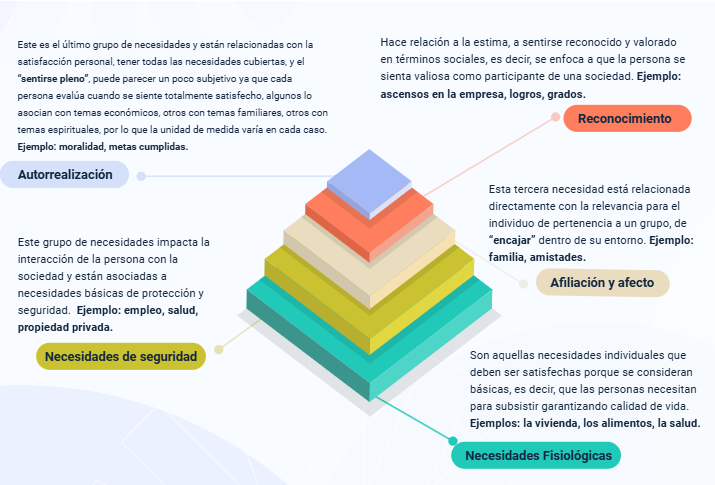 Este es el último grupo de necesidades y están relacionadas con la
satisfacción personal, tener todas las necesidades cubiertas, y el
“sentirse pleno”, puede parecer un poco subjetivo ya que cada
persona evalúa cuando se siente totalmente satisfecho, algunos lo
asocian con temas económicos, otros con temas familiares, otros con
temas espirituales, por lo que la unidad de medida varía en cada caso.
Ejemplo: moralidad, metas cumplidas.
Autorrealización
Hace relación a la estima, a sentirse reconocido y valorado
en términos sociales, es decir, se enfoca a que la persona se
sienta valiosa como participante de una sociedad. Ejemplo:
ascensos en la empresa, logros, grados.
Reconocimiento
Esta tercera necesidad está relacionada
directamente con la relevancia para el
individuo de pertenencia a un grupo, de
“encajar” dentro de su entorno. Ejemplo:
familia, amistades.
Afiliación y afecto
Este grupo de necesidades impacta la
interacción de la persona con la
sociedad y están asociadas a
necesidades básicas de protección y
seguridad. Ejemplo: empleo, salud,
propiedad privada.
Necesidades de seguridad
Son aquellas necesidades individuales que
deben ser satisfechas porque se consideran
básicas, es decir, que las personas necesitan
para subsistir garantizando calidad de vida.
Ejemplos: la vivienda, los alimentos, la salud.
Necesidades Fisiológicas